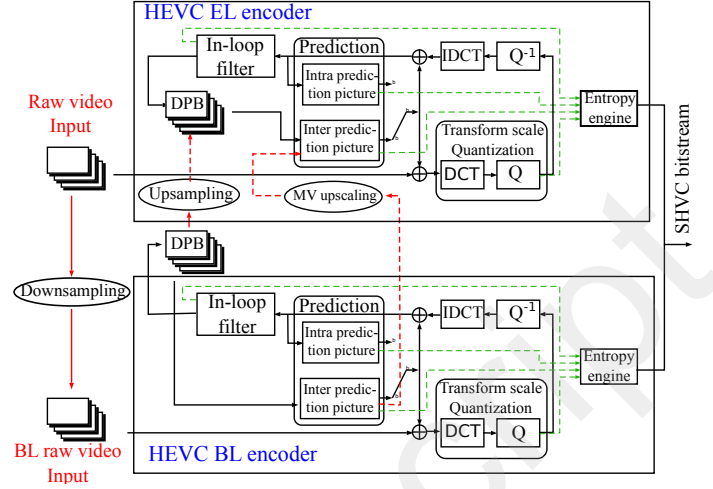 HEVC EL encoder
In-loop
filter
Prediction
Intra predic-
tion picture
IDCT
Q-1
Raw video
Input
DPB
Inter predic-
tion picture
Transform scale
Quantization
DCT
Q
Entropy
engine
SHVC bitstream
Upsampling
MV upscaling
DPB
Downsampling
In-loop
filter
Prediction
Intra predic-
tion picture
IDCT
Q-1
Inter predic-
tion picture
Transform scale
Quantization
DCT
Q
Entropy
engine
BL raw video
Input
HEVC BL encoder